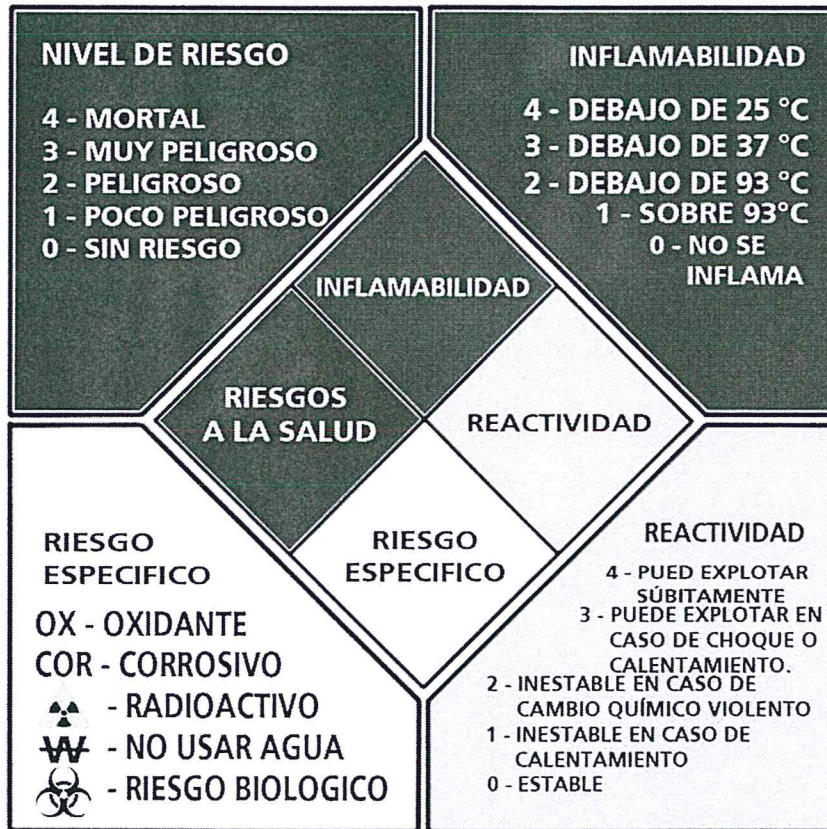 NIVEL DE RIESGO
4 - MORTAL
3 - MUY PELIGROSO
2 - PELIGROSO
1 - POCO PELIGROSO
0 - SIN RIESGO
INFLAMABILIDAD
4 - DEBAJO DE 25 °C
3 - DEBAJO DE 37 °C
2 - DEBAJO DE 93 °C
1 - SOBRE 93°C
0 - NO SE
INFLAMA
INFLAMABILIDAD
RIESGOS
A LA SALUD
REACTIVIDAD
RIESGO
ESPECIFICO
RIESGO
ESPECIFICO
OX - OXIDANTE
COR - CORROSIVO
- RADIOACTIVO
W - NO USAR AGUA
- RIESGO BIOLOGICO
REACTIVIDAD
4 - PUED EXPLOTAR
SÚBITAMENTE
3 - PUEDE EXPLOTAR EN
CASO DE CHOQUE O
CALENTAMIENTO.
2 - INESTABLE EN CASO DE
CAMBIO QUÍMICO VIOLENTO
1 - INESTABLE EN CASO DE
CALENTAMIENTO
0 - ESTABLE